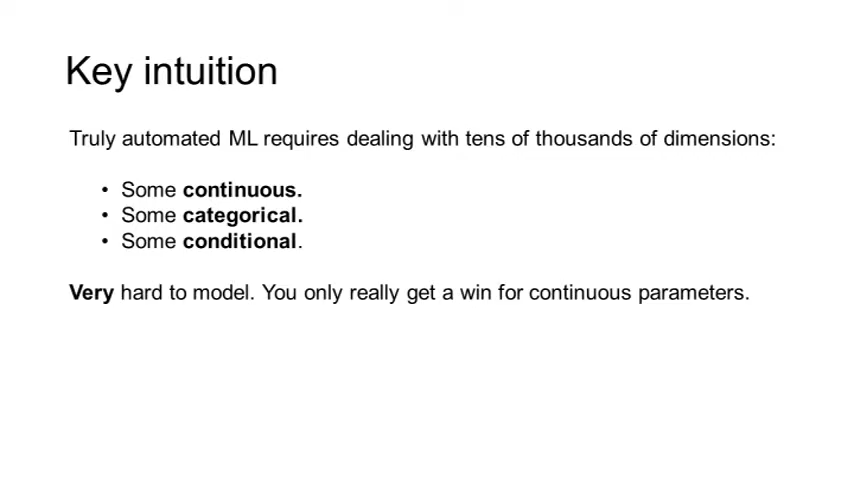 Key intuition
Truly automated ML requires dealing with tens of thousands of dimensions:
• Some continuous.
• Some categorical.
• Some conditional.
Very hard to model. You only really get a win for continuous parameters.